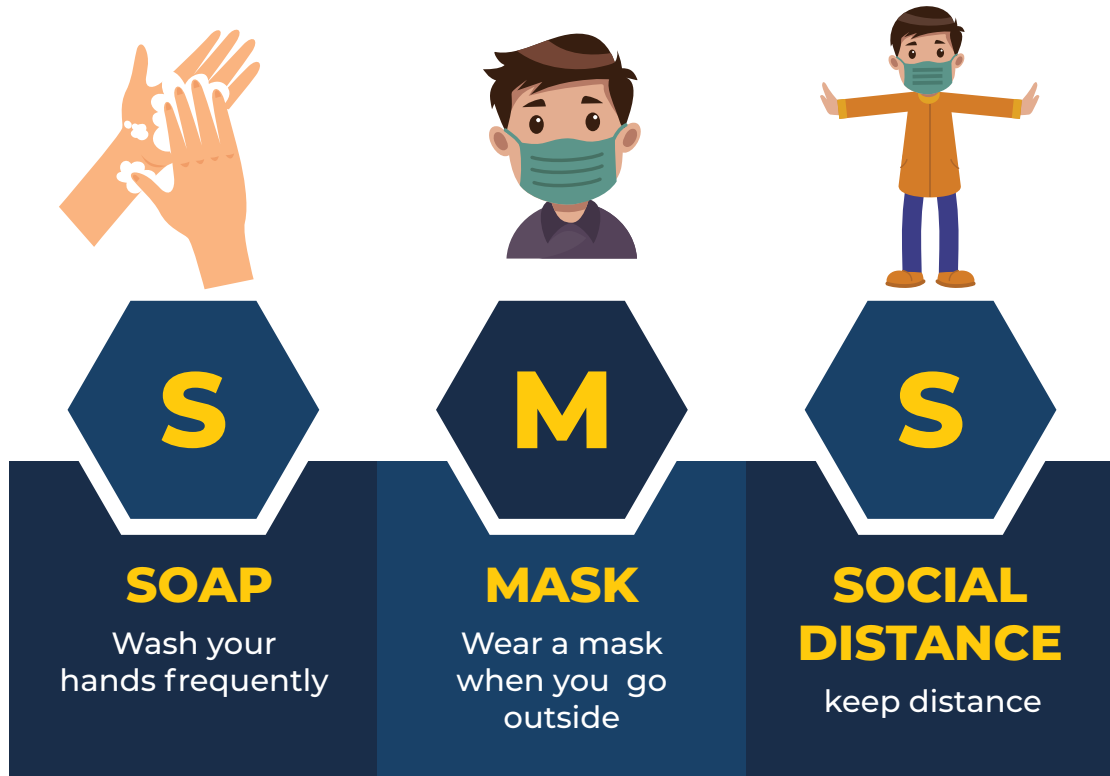 S
M
S
SOAP
Wash your
hands frequently
MASK
Wear a mask
when you go
outside
SOCIAL
DISTANCE
keep distance